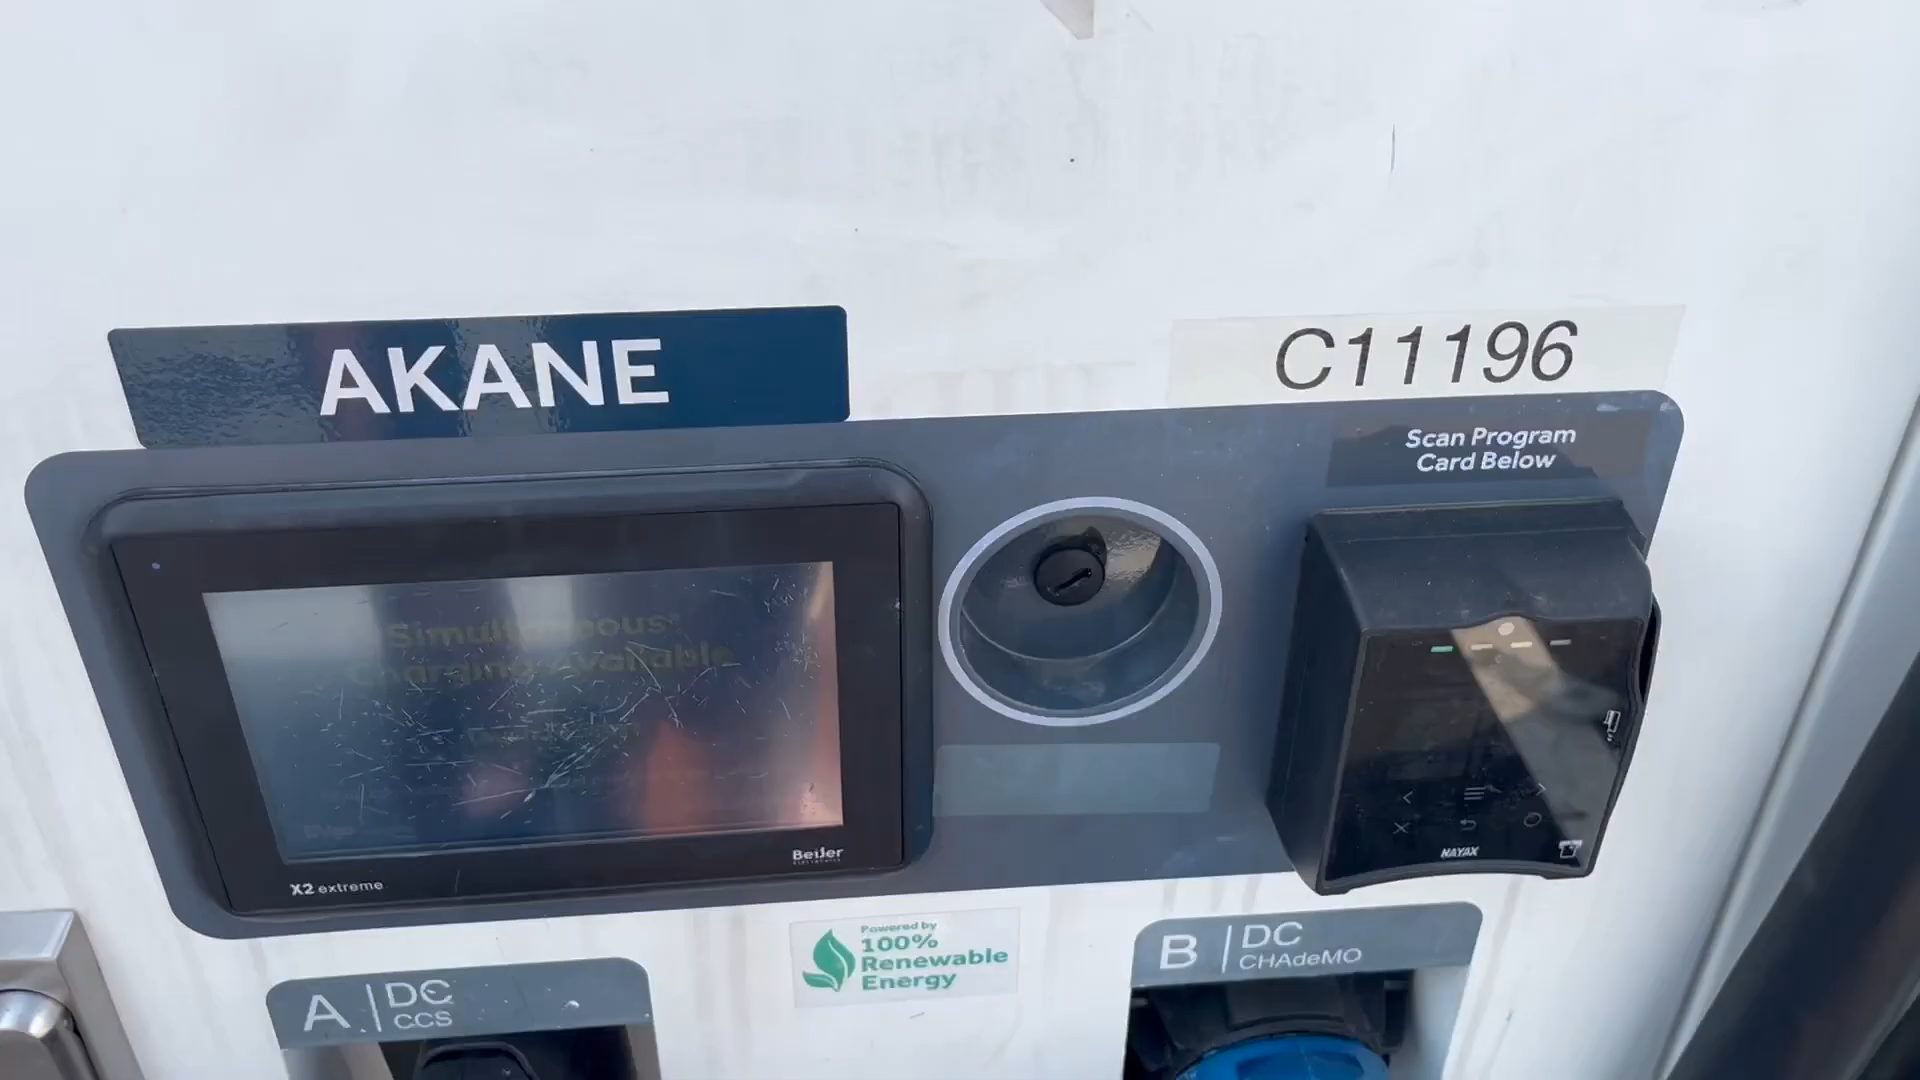 AKANE
C11196
Scan Program
Card Below
Simultaneous
Charging Available
Beijer
ELECTRONICS
X2 extreme
NAYAX
Powered by
100%
Renewable
Energy
A | DC
CCS
B | DC
CHAdeMO